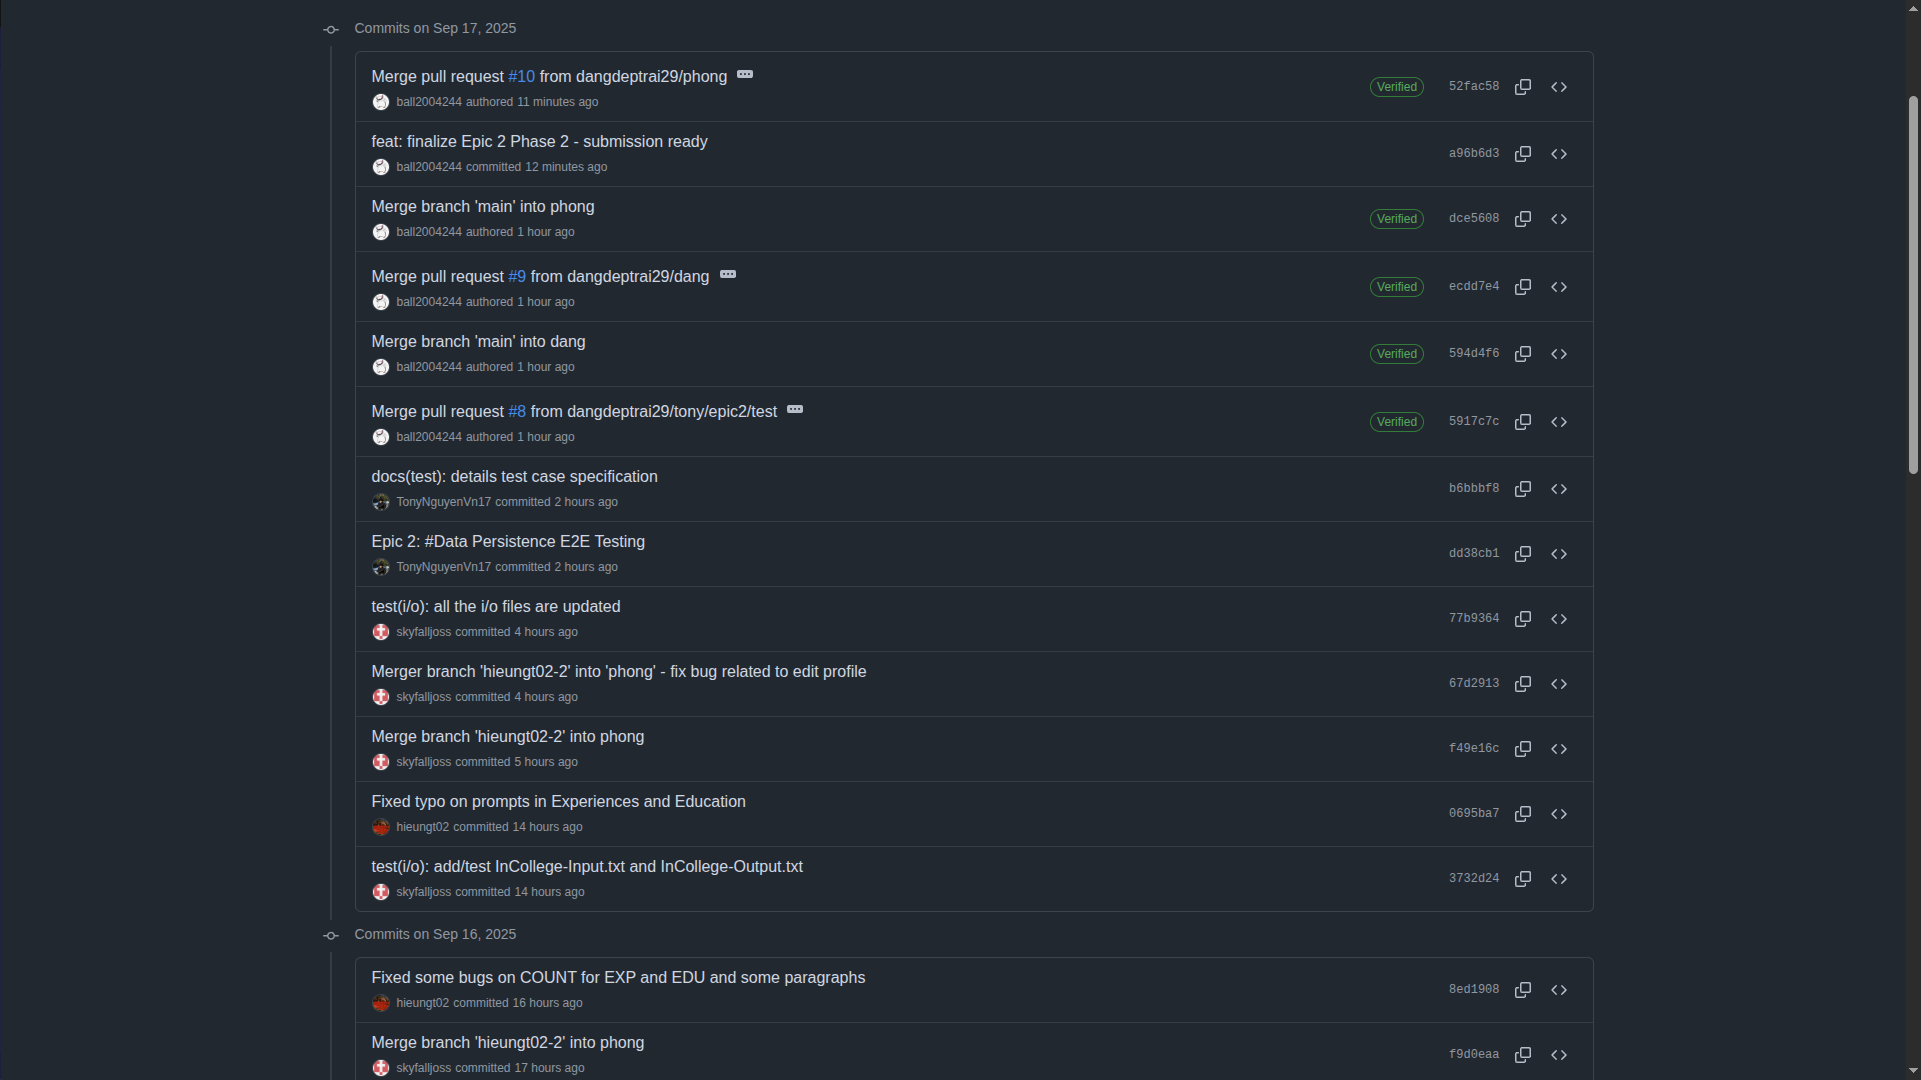 Commits on Sep 17, 2025
Merge pull request #10 from dangdeptrai29/phong
ball2004244 authored 11 minutes ago
Verified
52fac58
feat: finalize Epic 2 Phase 2 - submission ready
ball2004244 committed 12 minutes ago
a96b6d3
Merge branch 'main' into phong
ball2004244 authored 1 hour ago
Verified
dce5608
Merge pull request #9 from dangdeptrai29/dang
ball2004244 authored 1 hour ago
Verified
ecdd7e4
Merge branch 'main' into dang
ball2004244 authored 1 hour ago
Verified
594d4f6
Merge pull request #8 from dangdeptrai29/tony/epic2/test
ball2004244 authored 1 hour ago
Verified
5917c7c
docs(test): details test case specification
TonyNguyenVn17 committed 2 hours ago
b6bbbf8
Epic 2: #Data Persistence E2E Testing
TonyNguyenVn17 committed 2 hours ago
dd38cb1
test(i/o): all the i/o files are updated
skyfalljoss committed 4 hours ago
77b9364
Merger branch 'hieungt02-2' into 'phong' - fix bug related to edit profile
skyfalljoss committed 4 hours ago
67d2913
Merge branch 'hieungt02-2' into phong
skyfalljoss committed 5 hours ago
f49e16c
Fixed typo on prompts in Experiences and Education
hieungt02 committed 14 hours ago
0695ba7
test(i/o): add/test InCollege-Input.txt and InCollege-Output.txt
skyfalljoss committed 14 hours ago
3732d24
Commits on Sep 16, 2025
Fixed some bugs on COUNT for EXP and EDU and some paragraphs
hieungt02 committed 16 hours ago
8ed1908
Merge branch 'hieungt02-2' into phong
skyfalljoss committed 17 hours ago
f9d0eaa